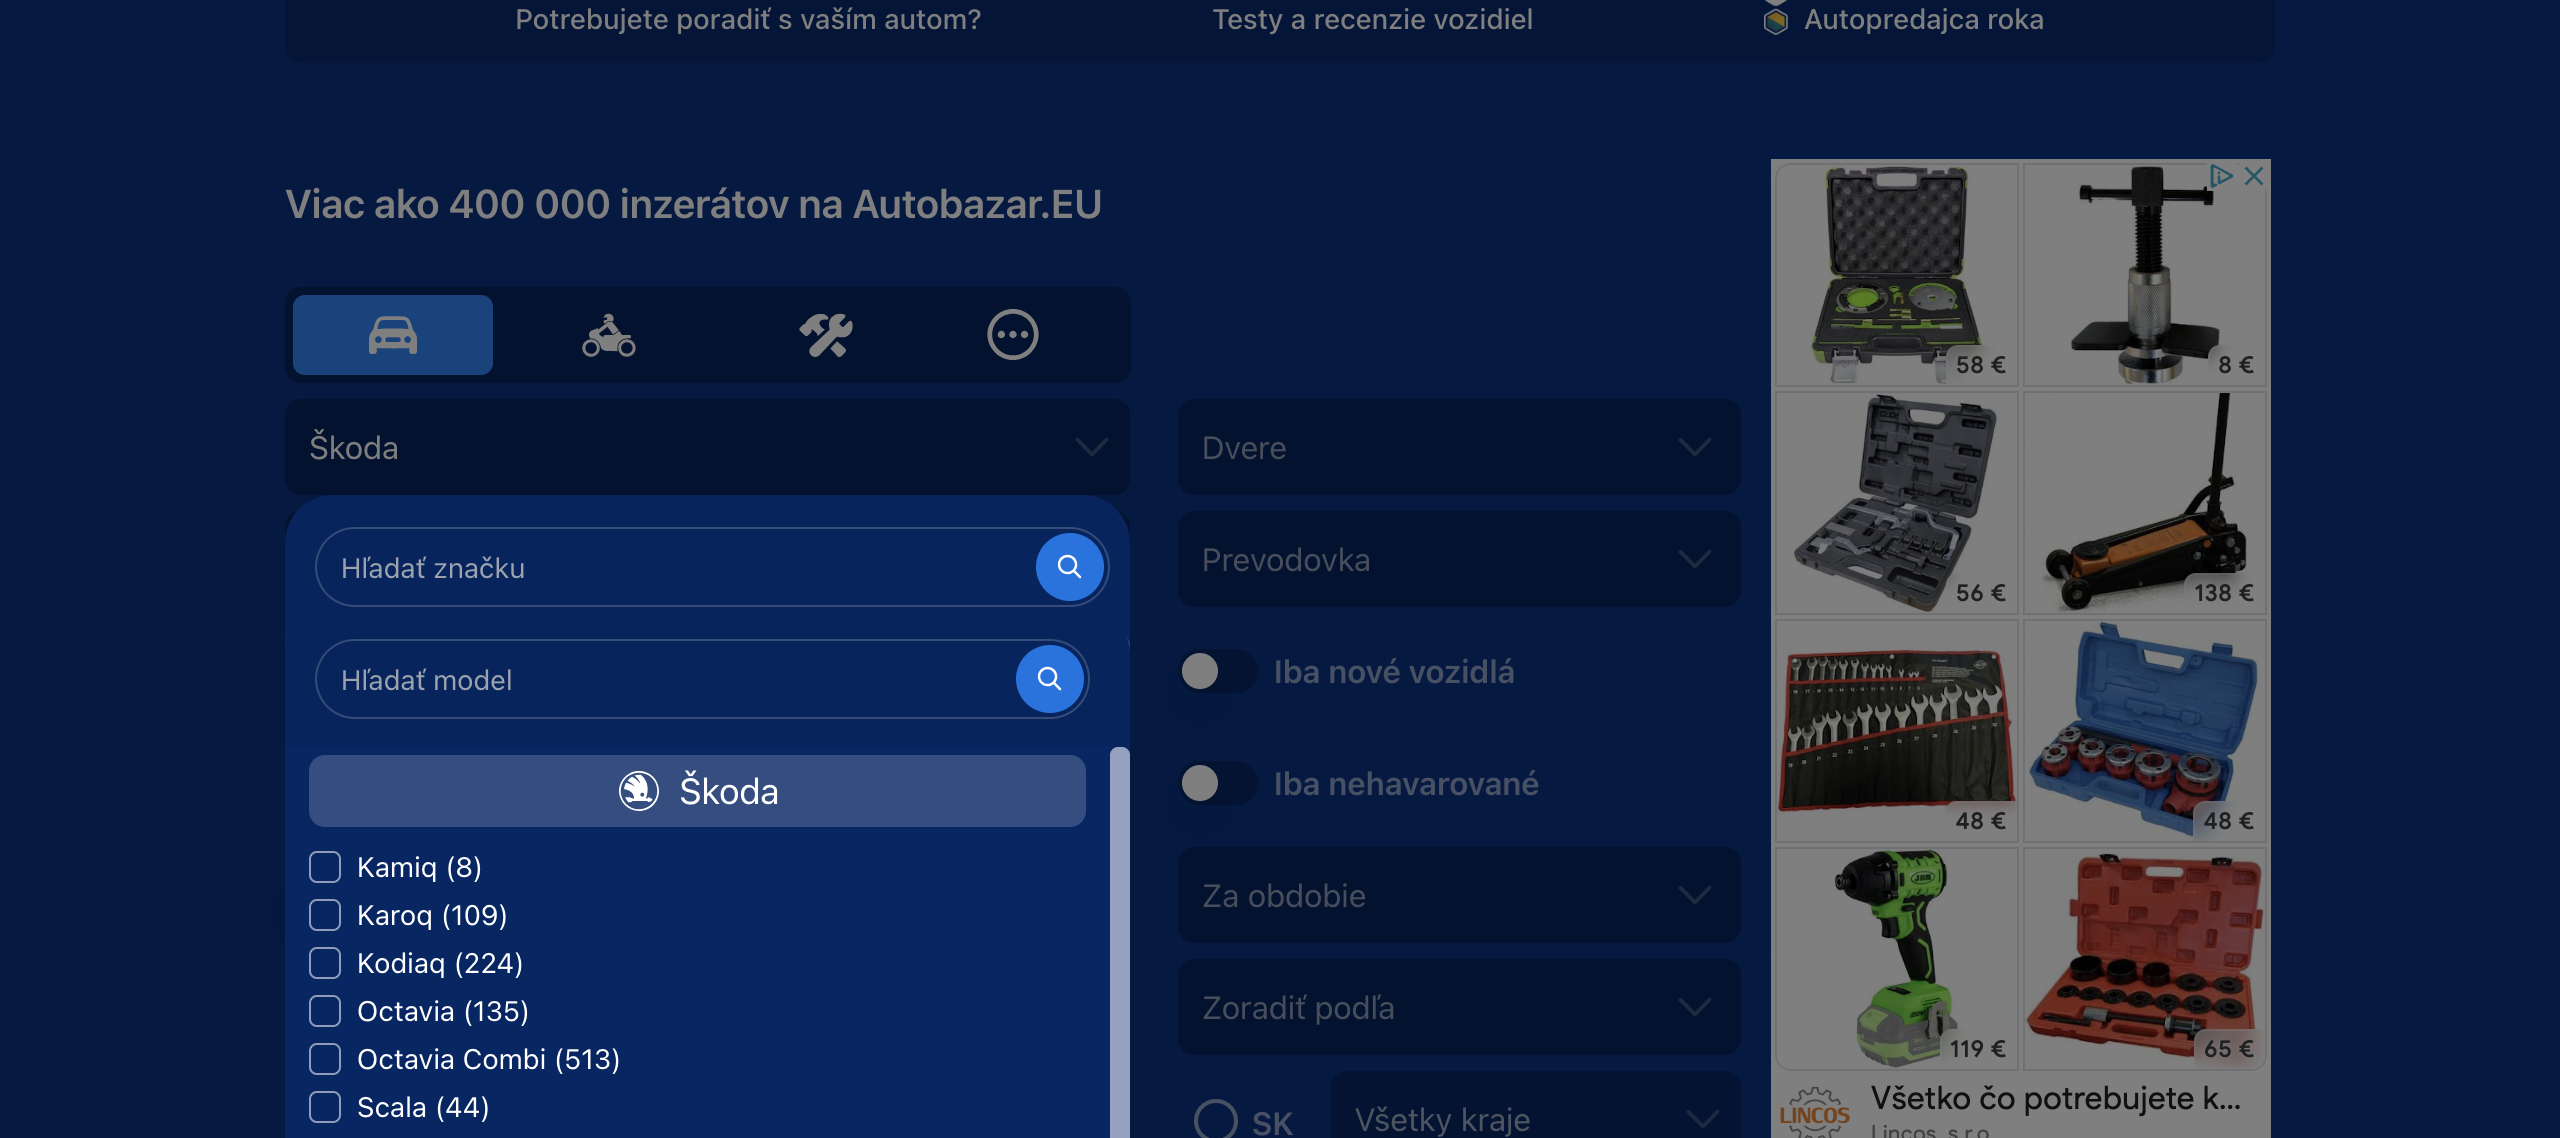 Potrebujete poradiť s vaším autom?
Testy a recenzie vozidiel
Autopredajca roka
Viac ako 400 000 inzerátov na Autobazar.EU
Škoda
Dvere
Hľadať značku
Prevodovka
Hľadať model
Iba nové vozidlá
Škoda
Iba nehavarované
Kamiq (8)
Karoq (109)
Kodiaq (224)
Octavia (135)
Octavia Combi (513)
Scala (44)
Za obdobie
Zoradiť podľa
SK
Všetky kraje
58 €
8 €
56 €
138 €
48 €
48 €
JBM
119 €
65 €
LINCOS
Všetko čo potrebujete k...
Lincos, s.r.o.